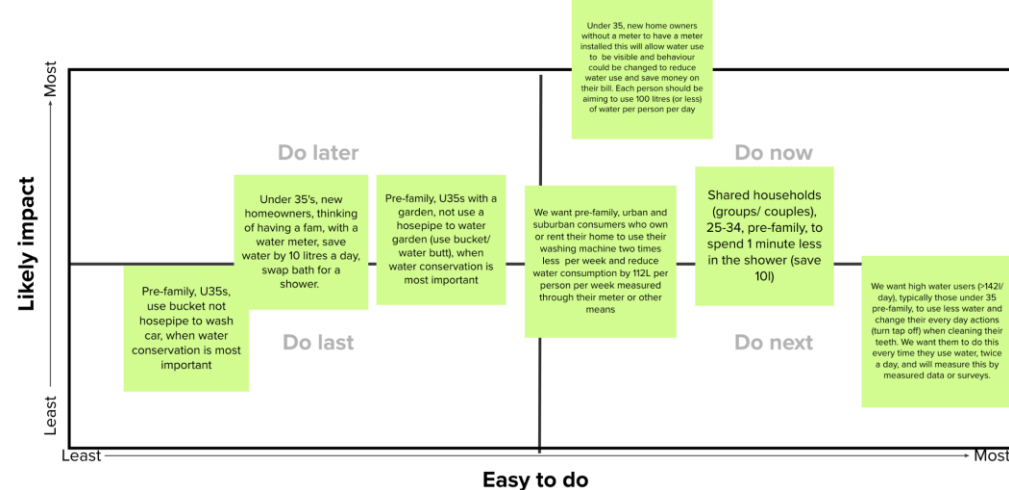 Under 35, new home owners
without a meter to have a meter
installed this will allow water use
to be visible and behaviour
could be changed to reduce
water use and save money on
their bill. Each person should be
aiming to use 100 litres (or less)
of water per person per day
Most
Do later
Do now
Under 35's, new
homeowners, thinking
of having a fam, with a
water meter, save
water by 10 litres a day,
swap bath for a
shower.
Pre-family, U35s with a
garden, not use a
hosepipe to water
garden (use bucket/
water butt), when
water conservation is
most important
We want pre-family, urban and
suburban consumers who own
or rent their home to use their
washing machine two times
less per week and reduce
water consumption by 112L per
person per week measured
through their meter or other
means
Shared households
(groups/ couples),
25-34, pre-family, to
spend 1 minute less
in the shower (save
10l)
Likely impact
Pre-family, U35s,
use bucket not
hosepipe to wash
car, when water
conservation is most
important
We want high water users (>142l/
day), typically those under 35
pre-family, to use less water and
change their every day actions
(turn tap off) when cleaning their
teeth. We want them to do this
every time they use water, twice
a day, and will measure this by
measured data or surveys.
Do last
Do next
Least
Least
Most
Easy to do